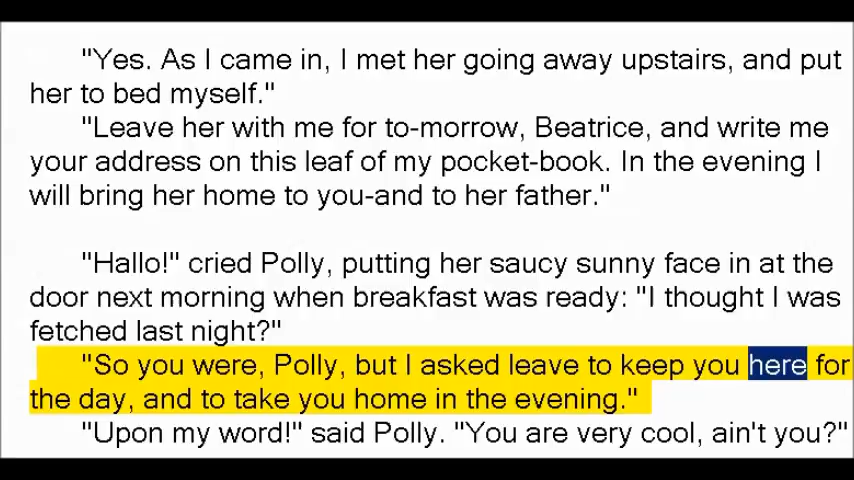 "Yes. As I came in, I met her going away upstairs, and put
her to bed myself."
"Leave her with me for to-morrow, Beatrice, and write me
your address on this leaf of my pocket-book. In the evening I
will bring her home to you-and to her father."
"Hallo!" cried Polly, putting her saucy sunny face in at the
door next morning when breakfast was ready: "I thought I was
fetched last night?"
"So you were, Polly, but I asked leave to keep you here for
the day, and to take you home in the evening."
"Upon my word!" said Polly. "You are very cool, ain't you?"